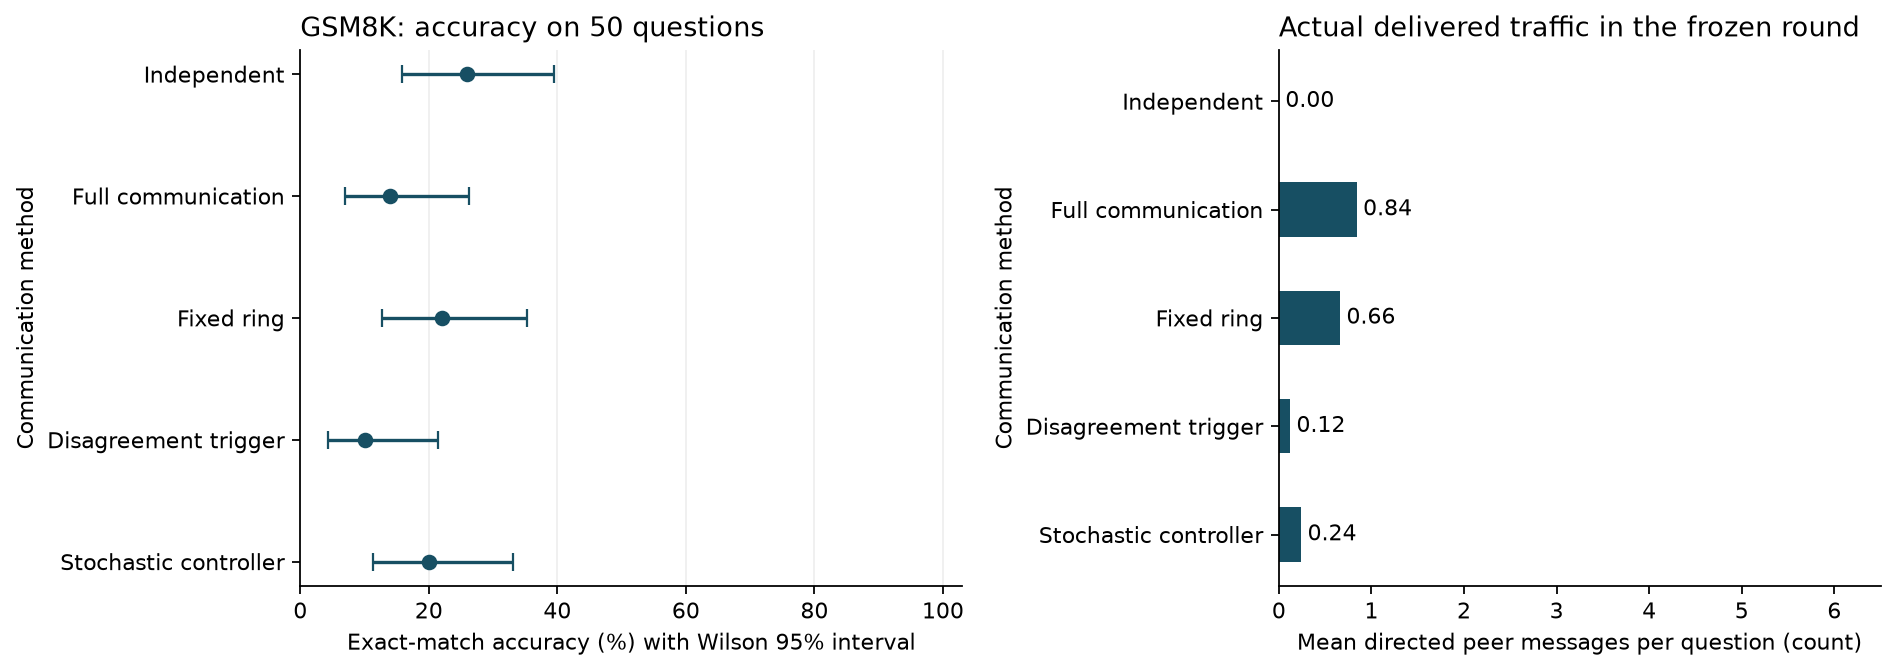 GSM8K: accuracy on 50 questions
Communication method
Independent
Full communication
Fixed ring
Disagreement trigger
Stochastic controller
0 20 40 60 80 100
Exact-match accuracy (%) with Wilson 95% interval
Actual delivered traffic in the frozen round
Communication method
Independent 0.00
Full communication 0.84
Fixed ring 0.66
Disagreement trigger 0.12
Stochastic controller 0.24
0 1 2 3 4 5 6
Mean directed peer messages per question (count)